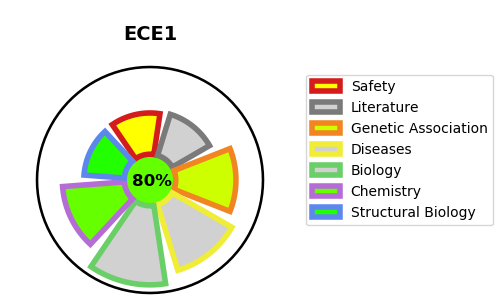 ECE1
80%
Safety
Literature
Genetic Association
Diseases
Biology
Chemistry
Structural Biology